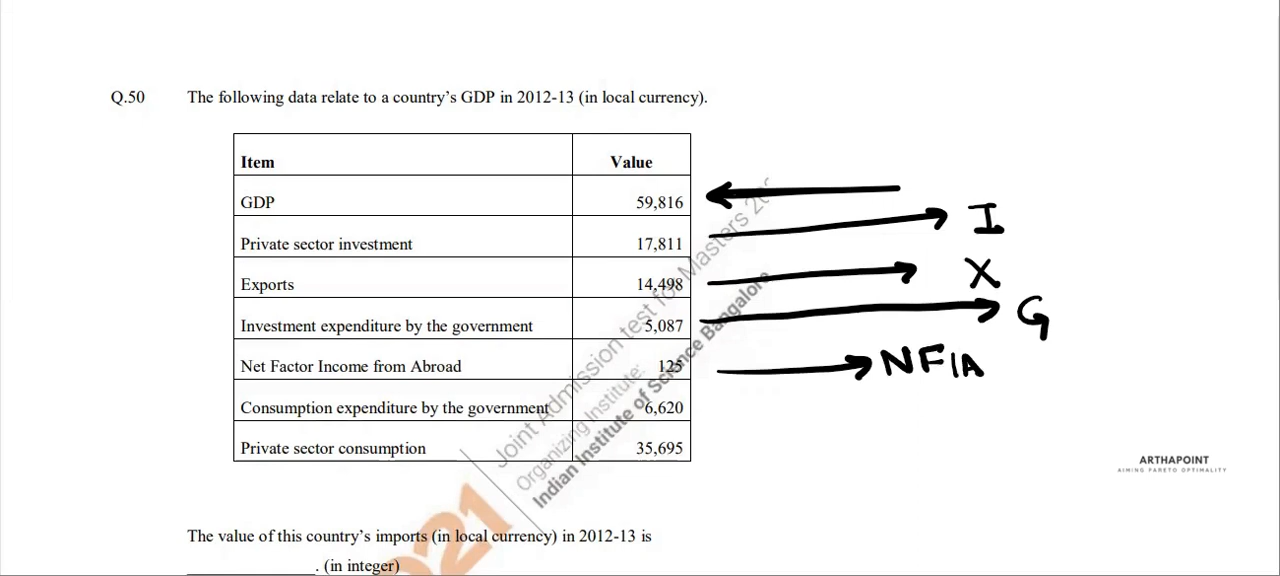 Q.50 The following data relate to a country's GDP in 2012-13 (in local currency).
Item Value
GDP 59,816
Private sector investment 17,811 I
Exports 14,498 X
Investment expenditure by the government 5,087 G
Net Factor Income from Abroad 125 NFIA
Consumption expenditure by the government 6,620
Private sector consumption 35,695
Joint Admission test for Masters 202
Organizing Institute:
Indian Institute of Science Bangalore
2021
ARTHAPOINT
AIMING PARETO OPTIMALITY
The value of this country's imports (in local currency) in 2012-13 is
________________. (in integer)